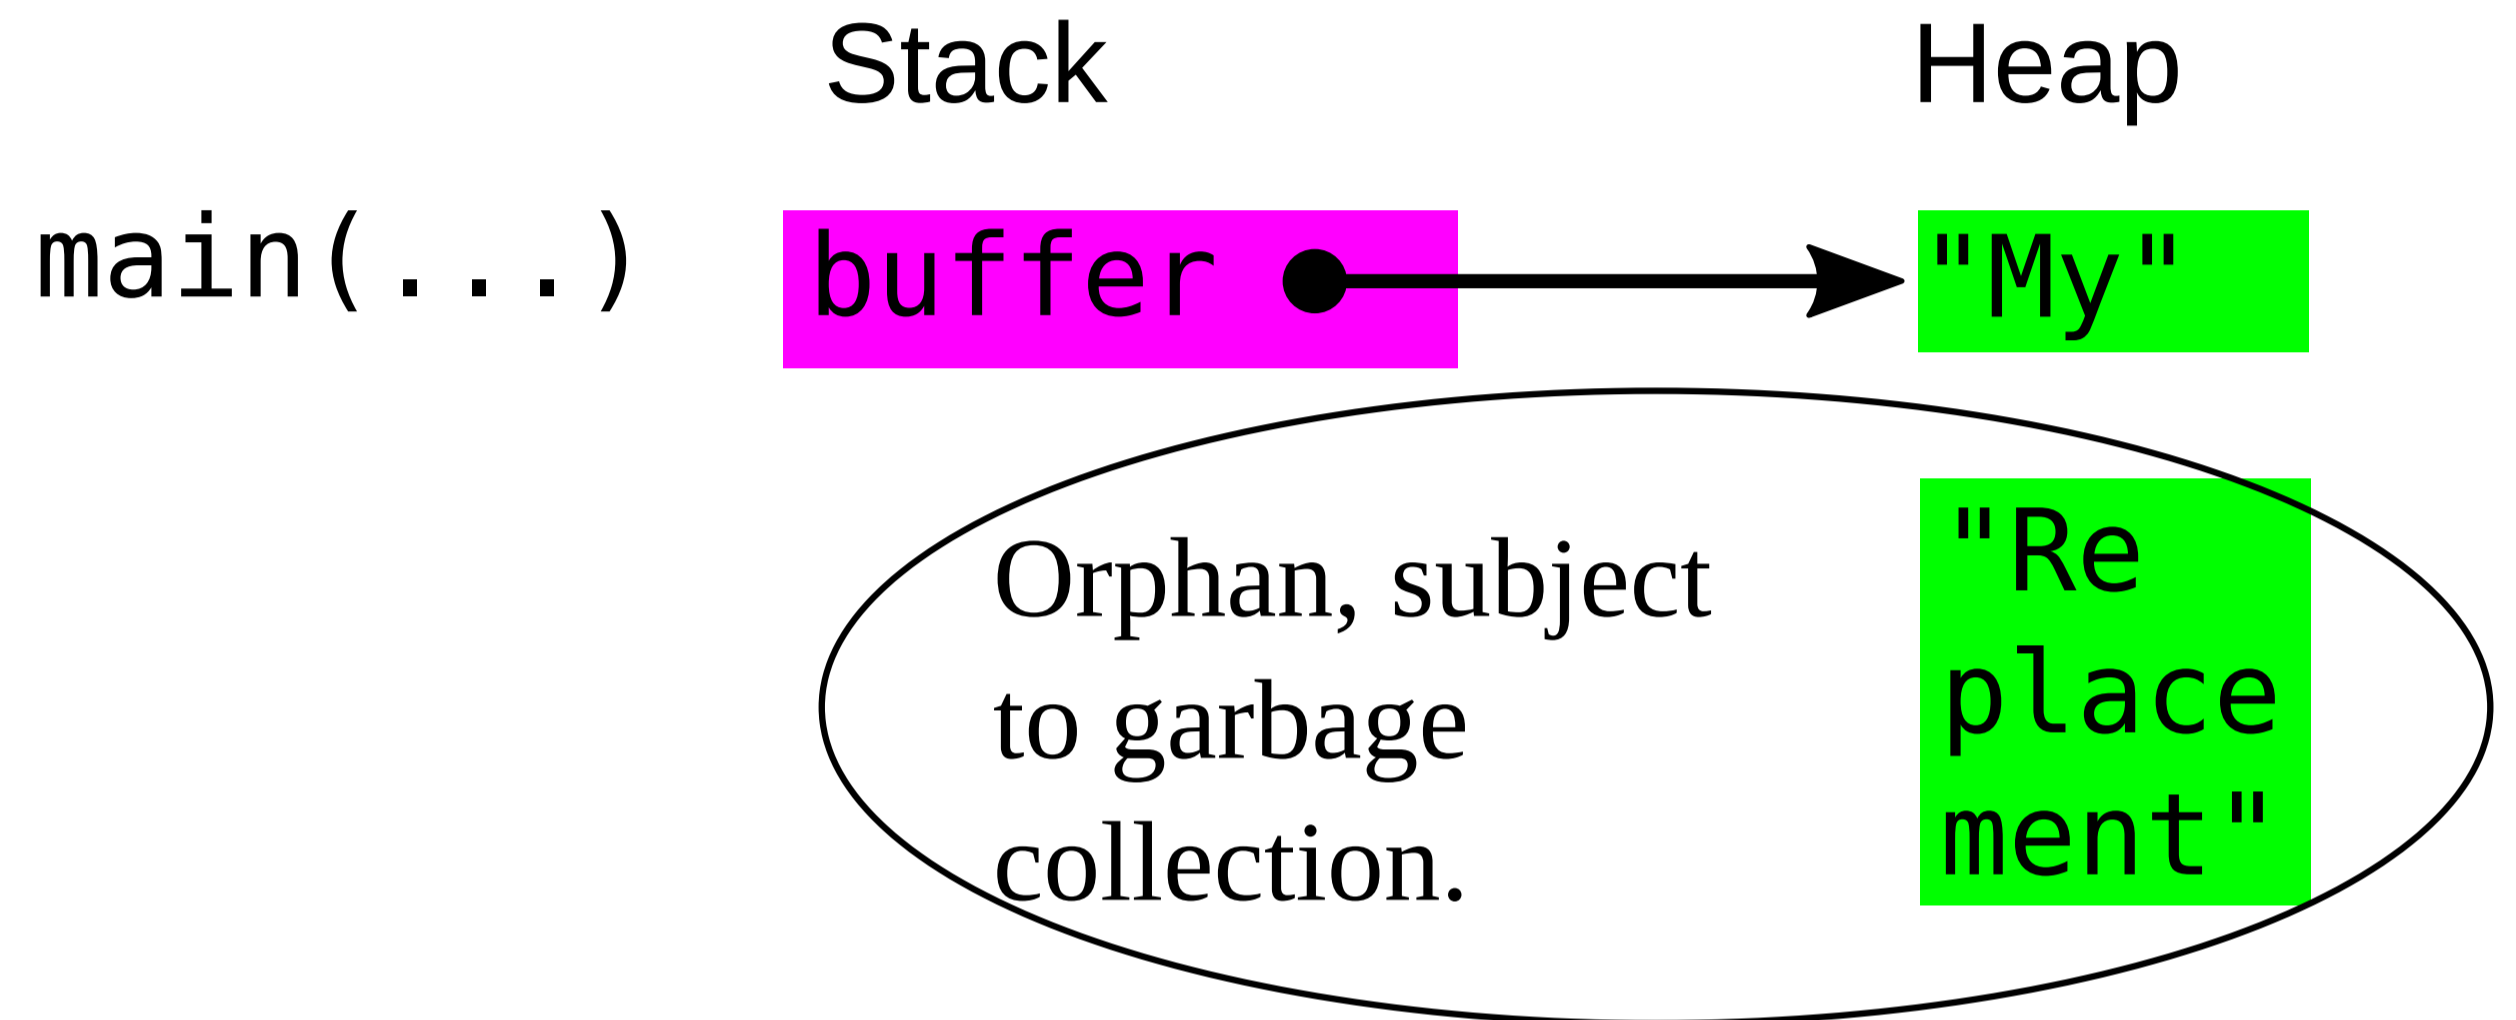 Stack Heap
main(...) buffer "My"
"Re
Orphan, subject
place
to garbage
ment"
collection.